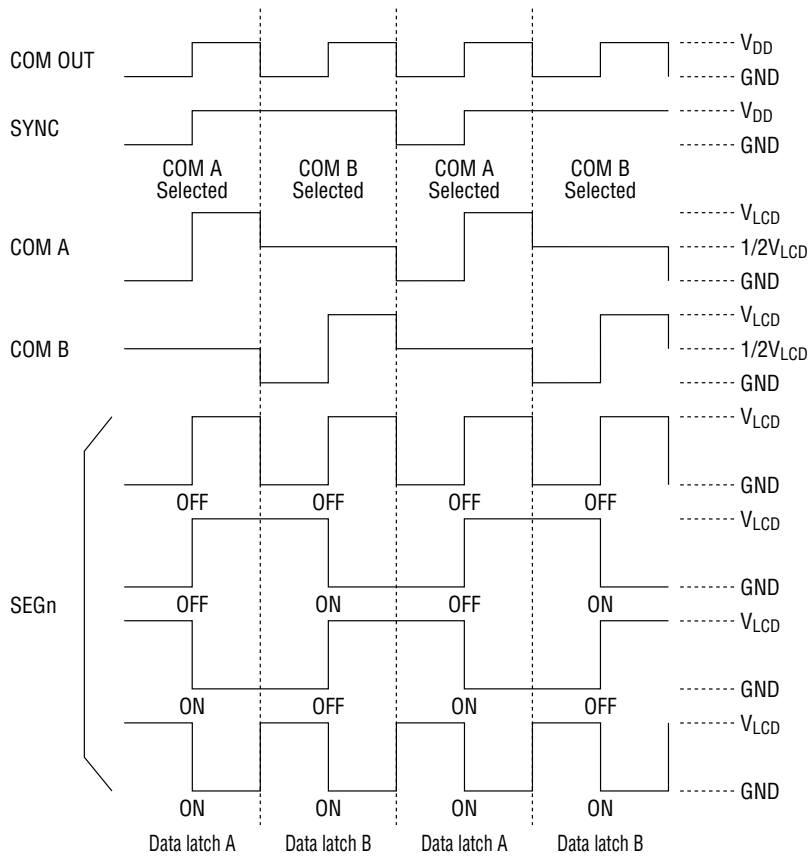 COM OUT
V_DD
GND
SYNC
V_DD
GND
COM A Selected
COM B Selected
COM A Selected
COM B Selected
COM A
V_LCD
1/2V_LCD
GND
COM B
V_LCD
1/2V_LCD
GND
SEGn
V_LCD
GND
OFF OFF OFF OFF
V_LCD
GND
OFF ON OFF ON
V_LCD
GND
ON OFF ON OFF
V_LCD
GND
ON ON ON ON
Data latch A Data latch B Data latch A Data latch B